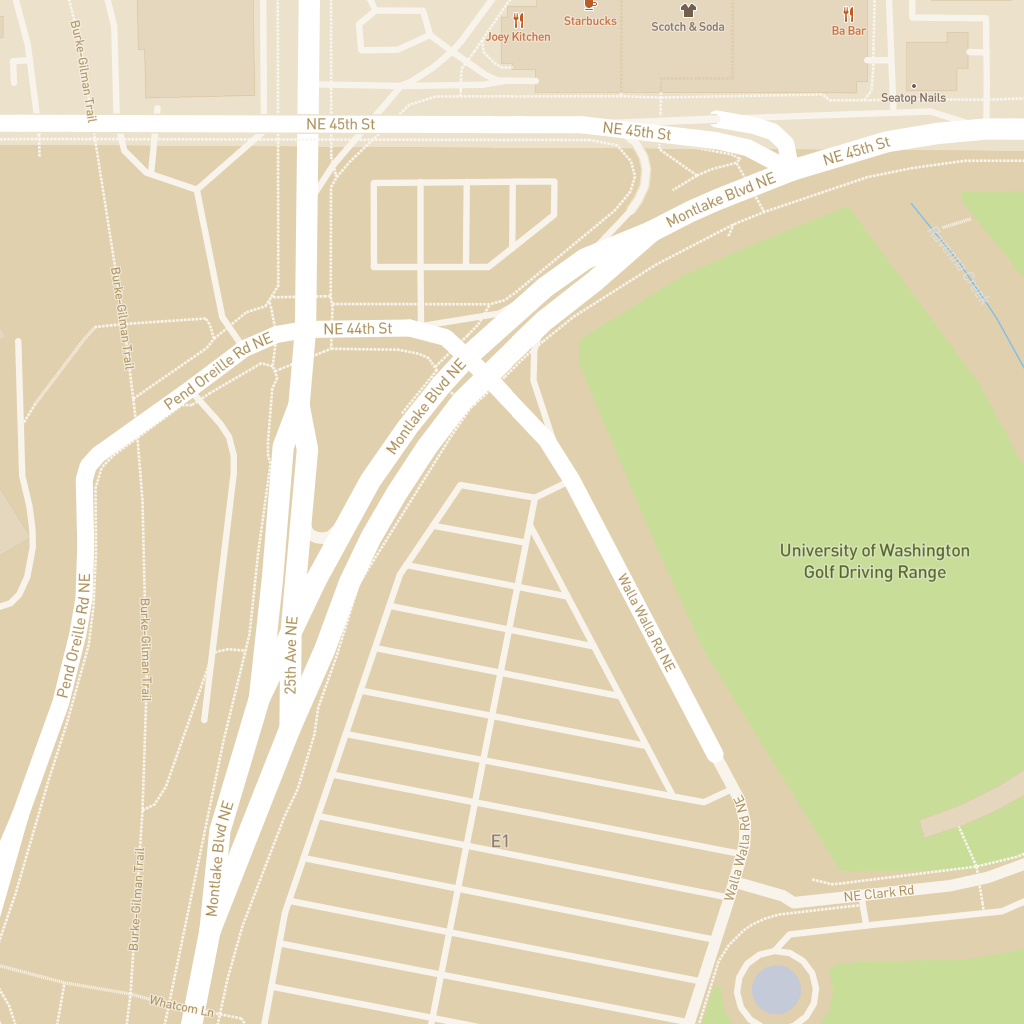 Starbucks
Joey Kitchen
Scotch & Soda
Ba Bar
Seatop Nails
Burke-Gilman Trail
NE 45th St
NE 45th St
NE 45th St
Montlake Blvd NE
Burke-Gilman Trail
NE 44th St
Pend Oreille Rd NE
Montlake Blvd NE
University of Washington
Golf Driving Range
Walla Walla Rd NE
Pend Oreille Rd NE
Burke-Gilman Trail
25th Ave NE
Montlake Blvd NE
E1
Walla Walla Rd NE
NE Clark Rd
Burke-Gilman Trail
Whatcom Ln